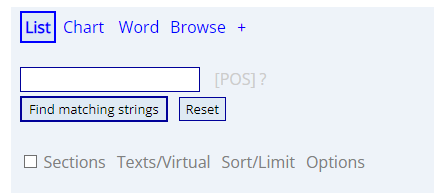 List Chart Word Browse +
[POS] ?
Find matching strings Reset
Sections Texts/Virtual Sort/Limit Options